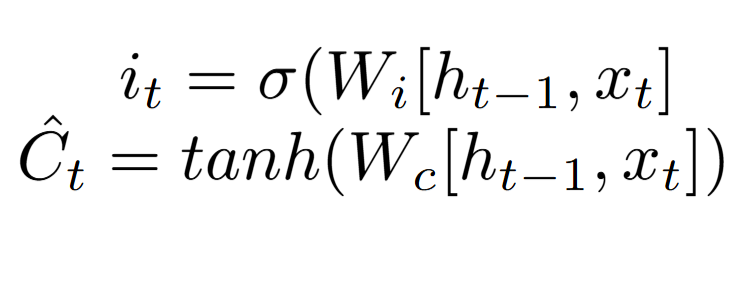 i_t = σ(W_i[h_{t−1}, x_t]
Ĉ_t = tanh(W_c[h_{t−1}, x_t])